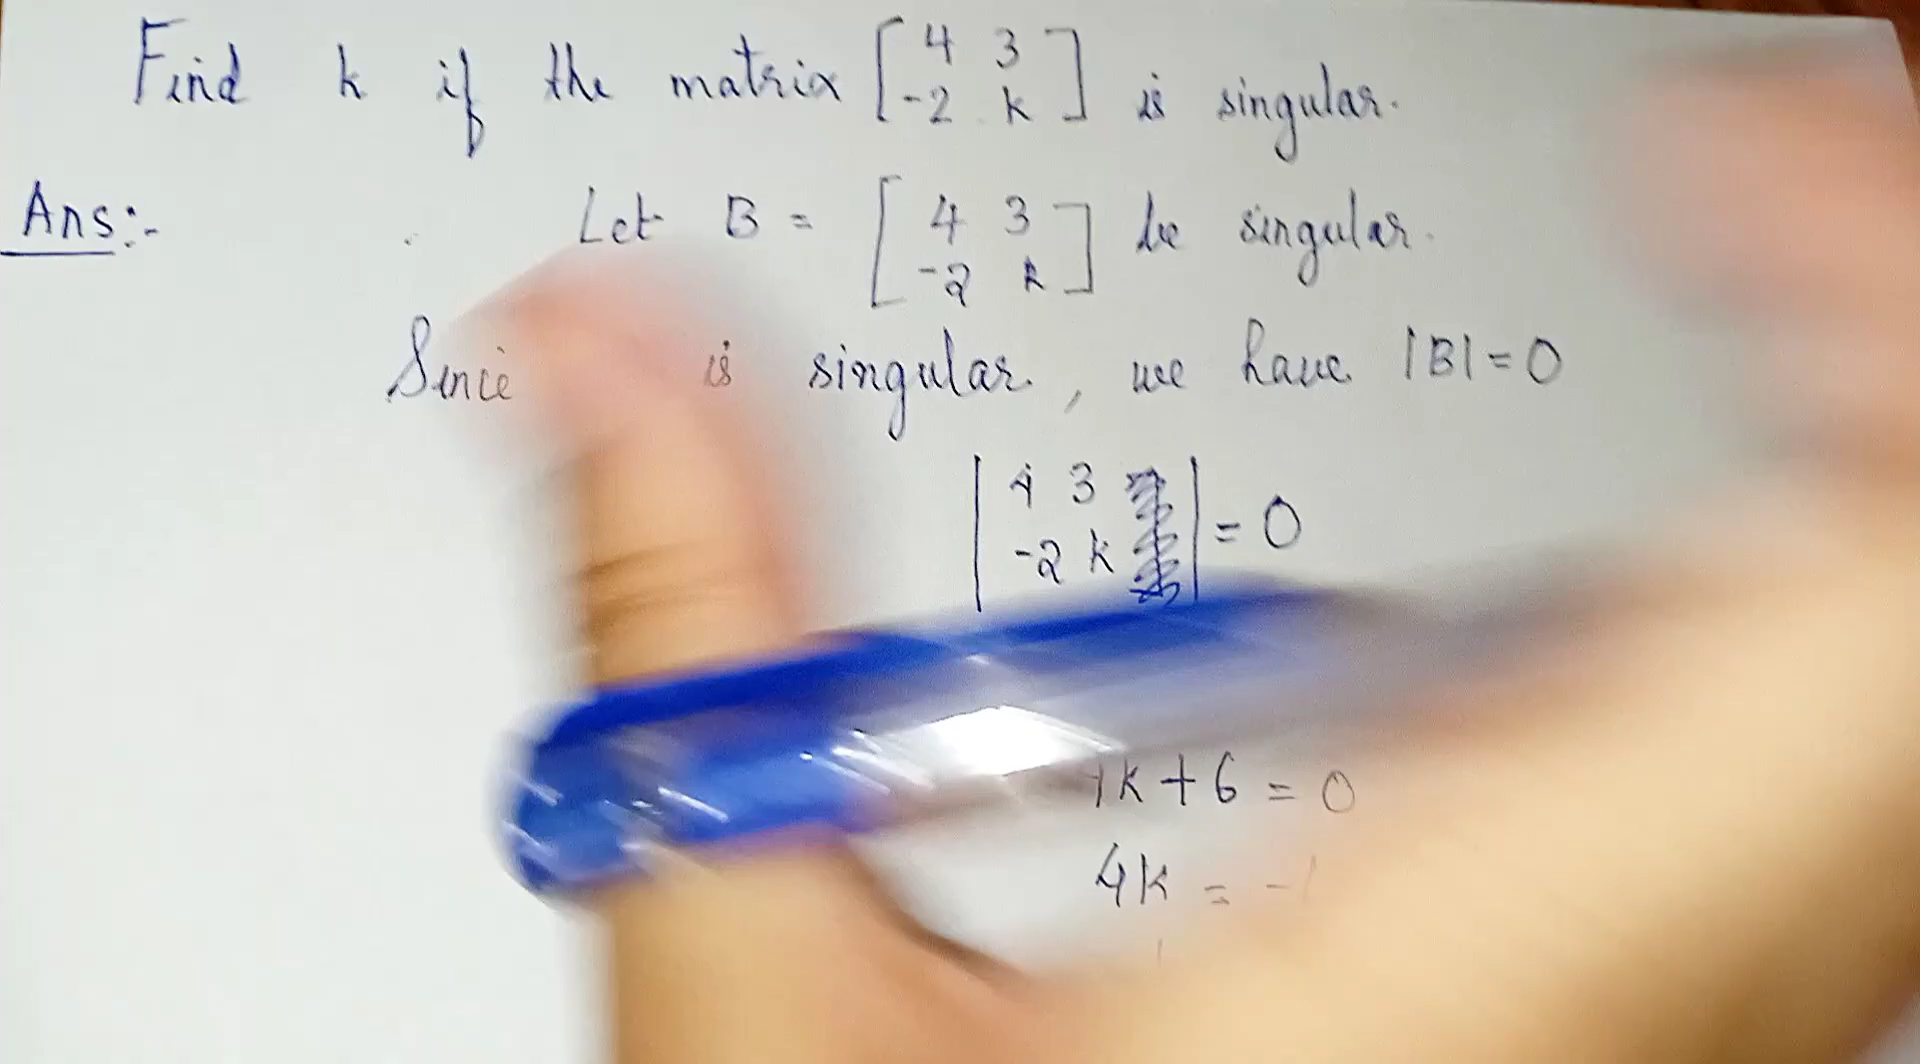 Find k if the matrix [ 4 3 ] is singular.
-2 k
Ans:- Let B = [ 4 3 ] be singular.
-2 k
Since is singular, we have |B| = 0
| 4 3 | = 0
-2 k
k + 6 = 0
4k = -